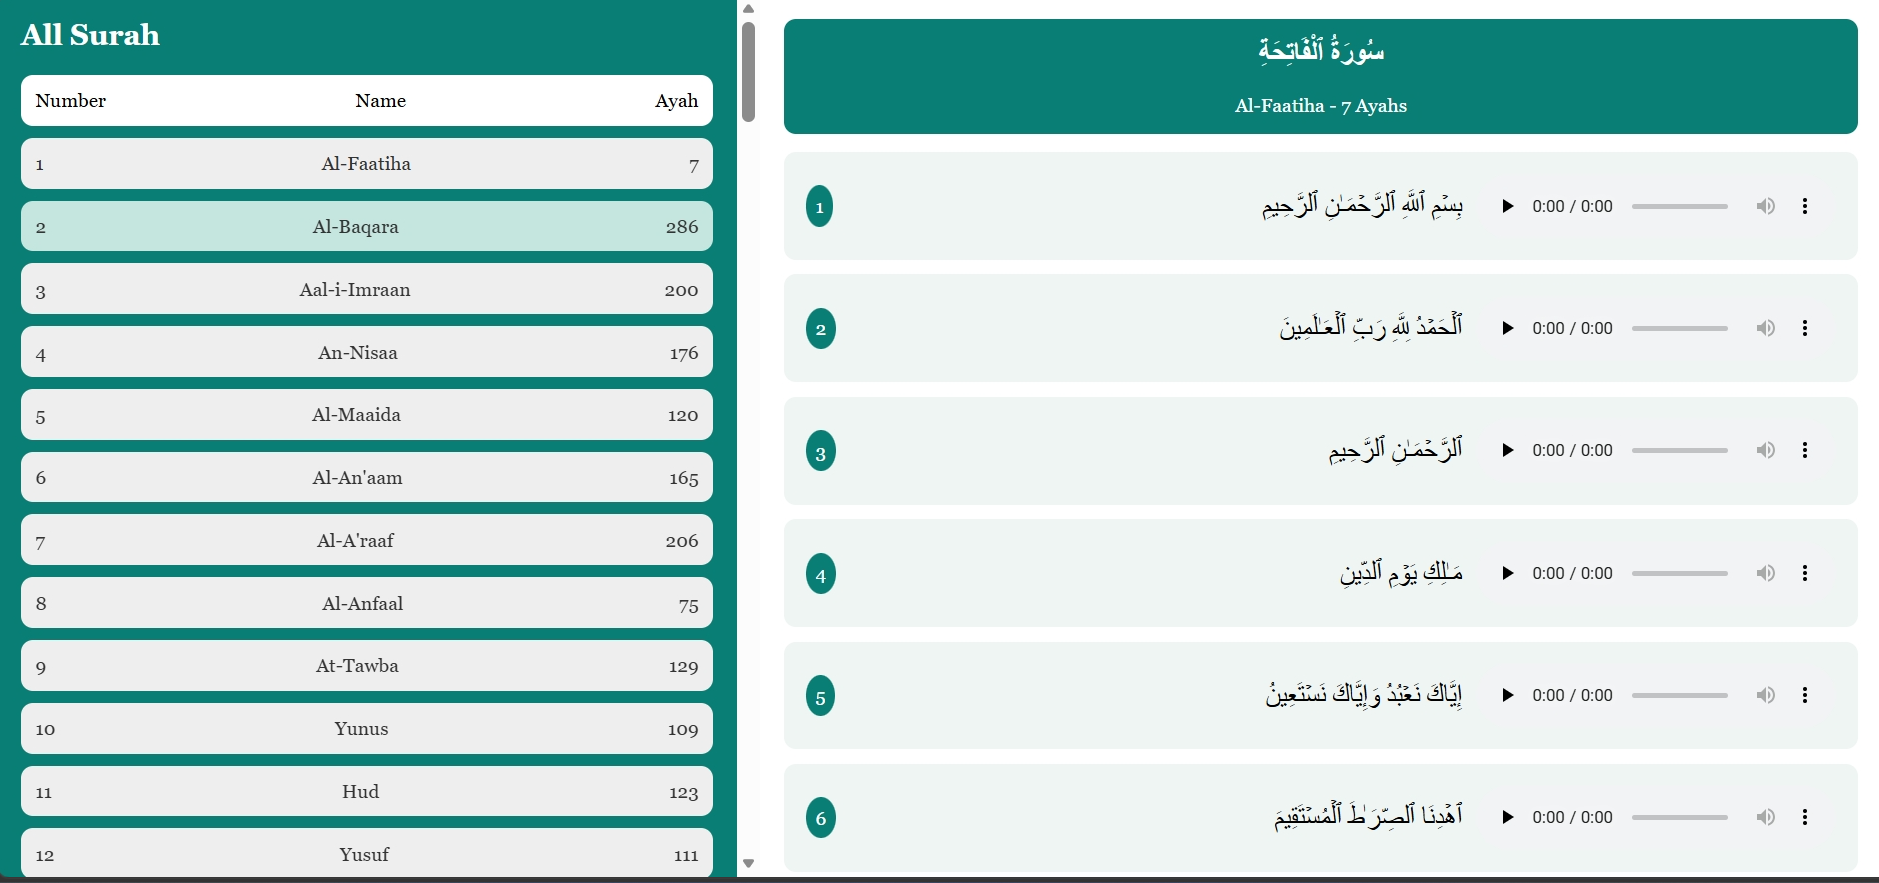 All Surah
Number Name Ayah
1 Al-Faatiha 7
2 Al-Baqara 286
3 Aal-i-Imraan 200
4 An-Nisaa 176
5 Al-Maaida 120
6 Al-An'aam 165
7 Al-A'raaf 206
8 Al-Anfaal 75
9 At-Tawba 129
10 Yunus 109
11 Hud 123
12 Yusuf 111
سُورَةُ ٱلْفَاتِحَةِ
Al-Faatiha - 7 Ayahs
1 بِسْمِ ٱللَّهِ ٱلرَّحْمَـٰنِ ٱلرَّحِيمِ 0:00 / 0:00
2 ٱلْحَمْدُ لِلَّهِ رَبِّ ٱلْعَـٰلَمِينَ 0:00 / 0:00
3 ٱلرَّحْمَـٰنِ ٱلرَّحِيمِ 0:00 / 0:00
4 مَـٰلِكِ يَوْمِ ٱلدِّينِ 0:00 / 0:00
5 إِيَّاكَ نَعْبُدُ وَإِيَّاكَ نَسْتَعِينُ 0:00 / 0:00
6 ٱهْدِنَا ٱلصِّرَٰطَ ٱلْمُسْتَقِيمَ 0:00 / 0:00